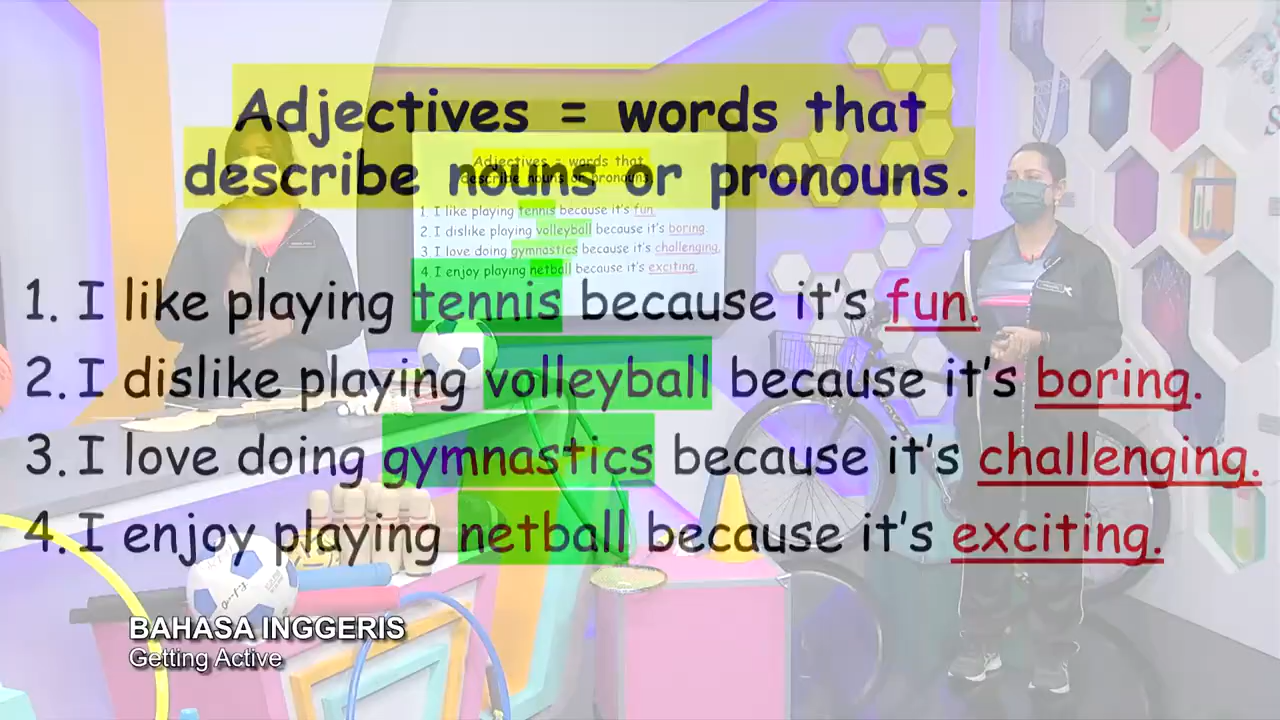 Adjectives = words that
describe nouns or pronouns.
Adjectives = words that
describe nouns or pronouns.
1. I like playing tennis because it's fun.
2. I dislike playing volleyball because it's boring.
3. I love doing gymnastics because it's challenging.
4. I enjoy playing netball because it's exciting.
1. I like playing tennis because it's fun.
2. I dislike playing volleyball because it's boring.
3. I love doing gymnastics because it's challenging.
4. I enjoy playing netball because it's exciting.
BAHASA INGGERIS
Getting Active